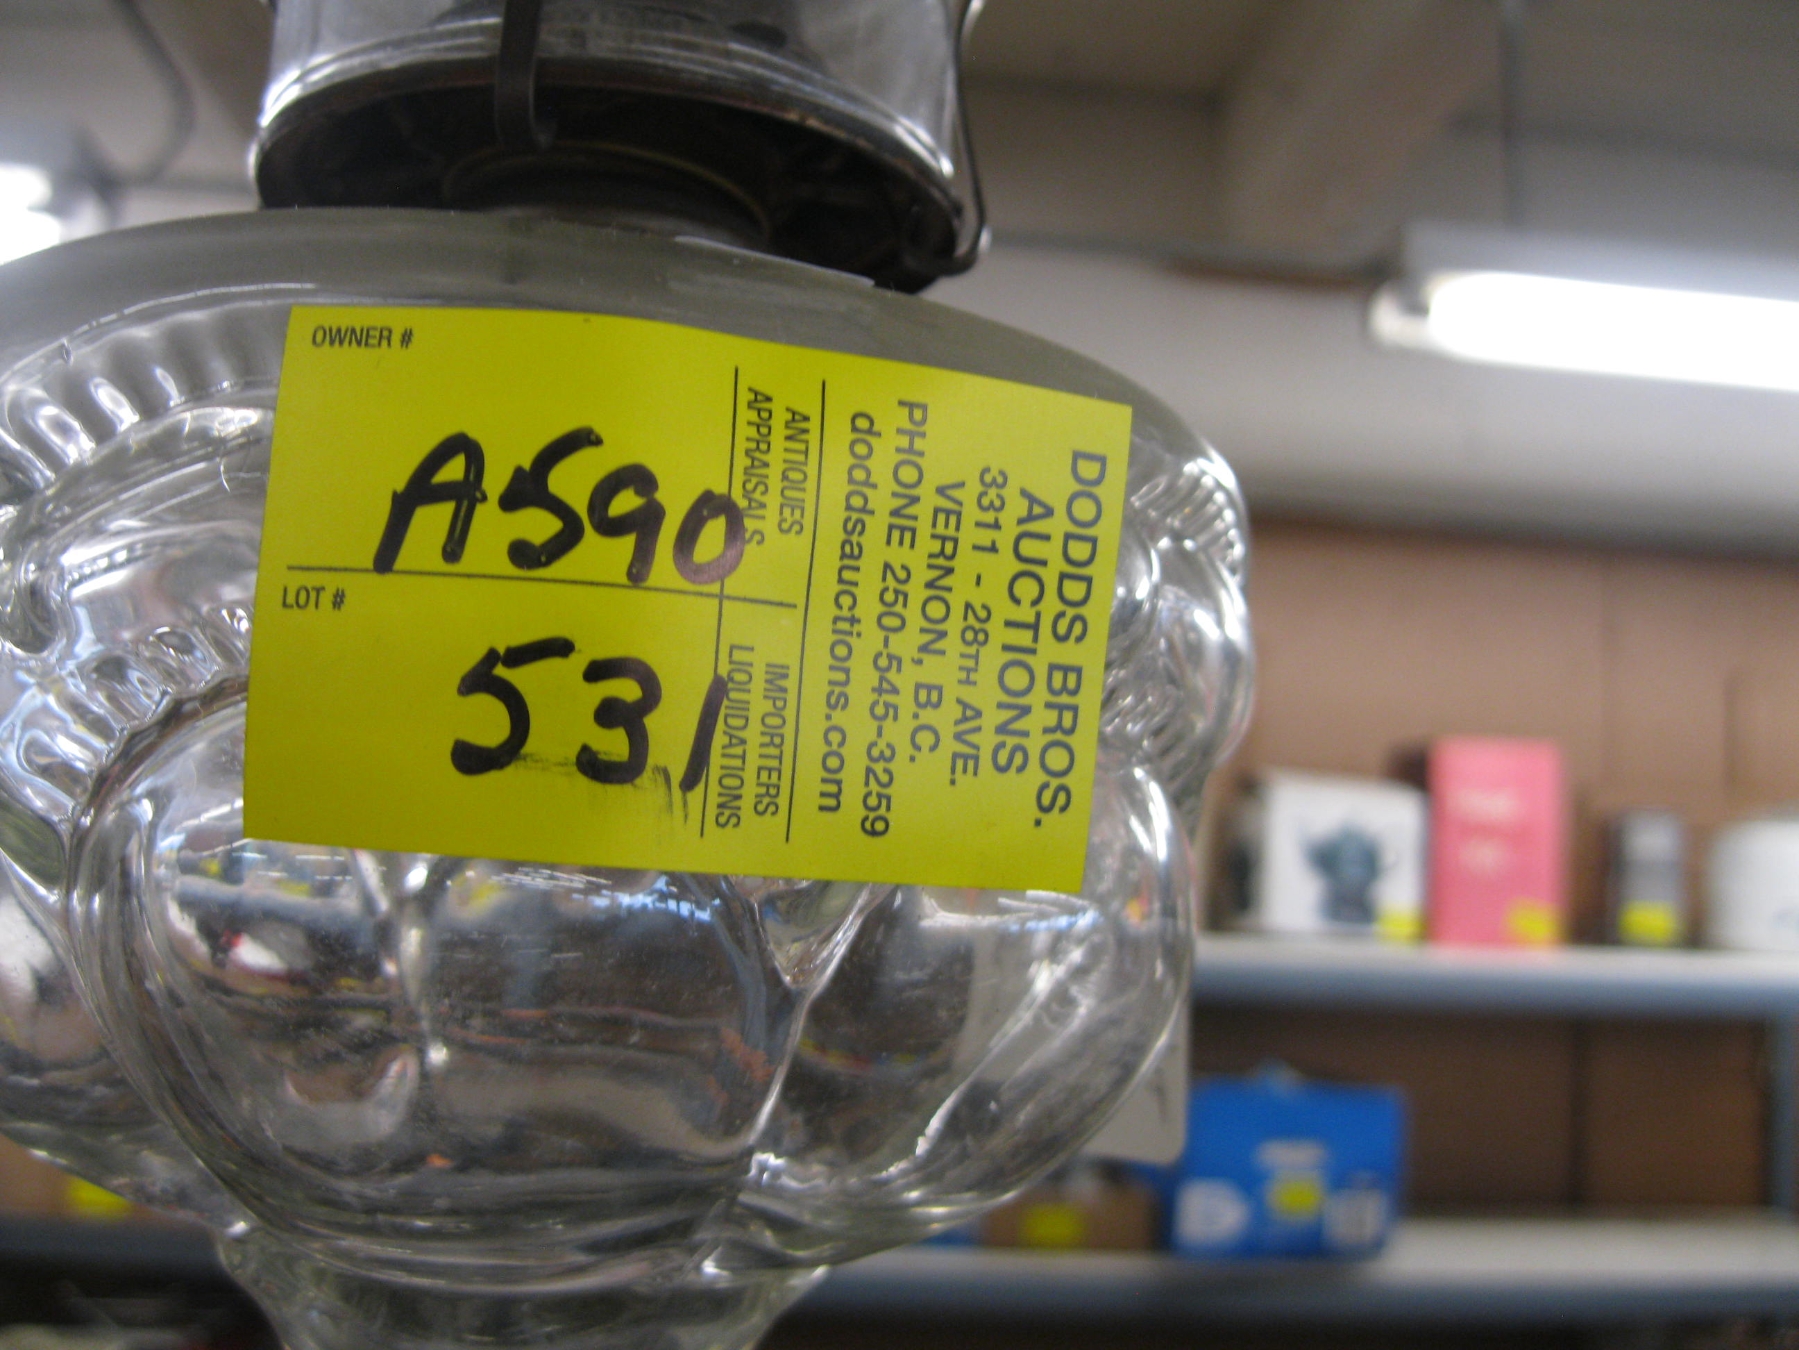 OWNER #
A590
LOT #
531
ANTIQUES
APPRAISALS
IMPORTERS
LIQUIDATIONS
DODDS BROS.
AUCTIONS
3311 - 28TH AVE.
VERNON, B.C.
PHONE 250-545-3259
doddsauctions.com